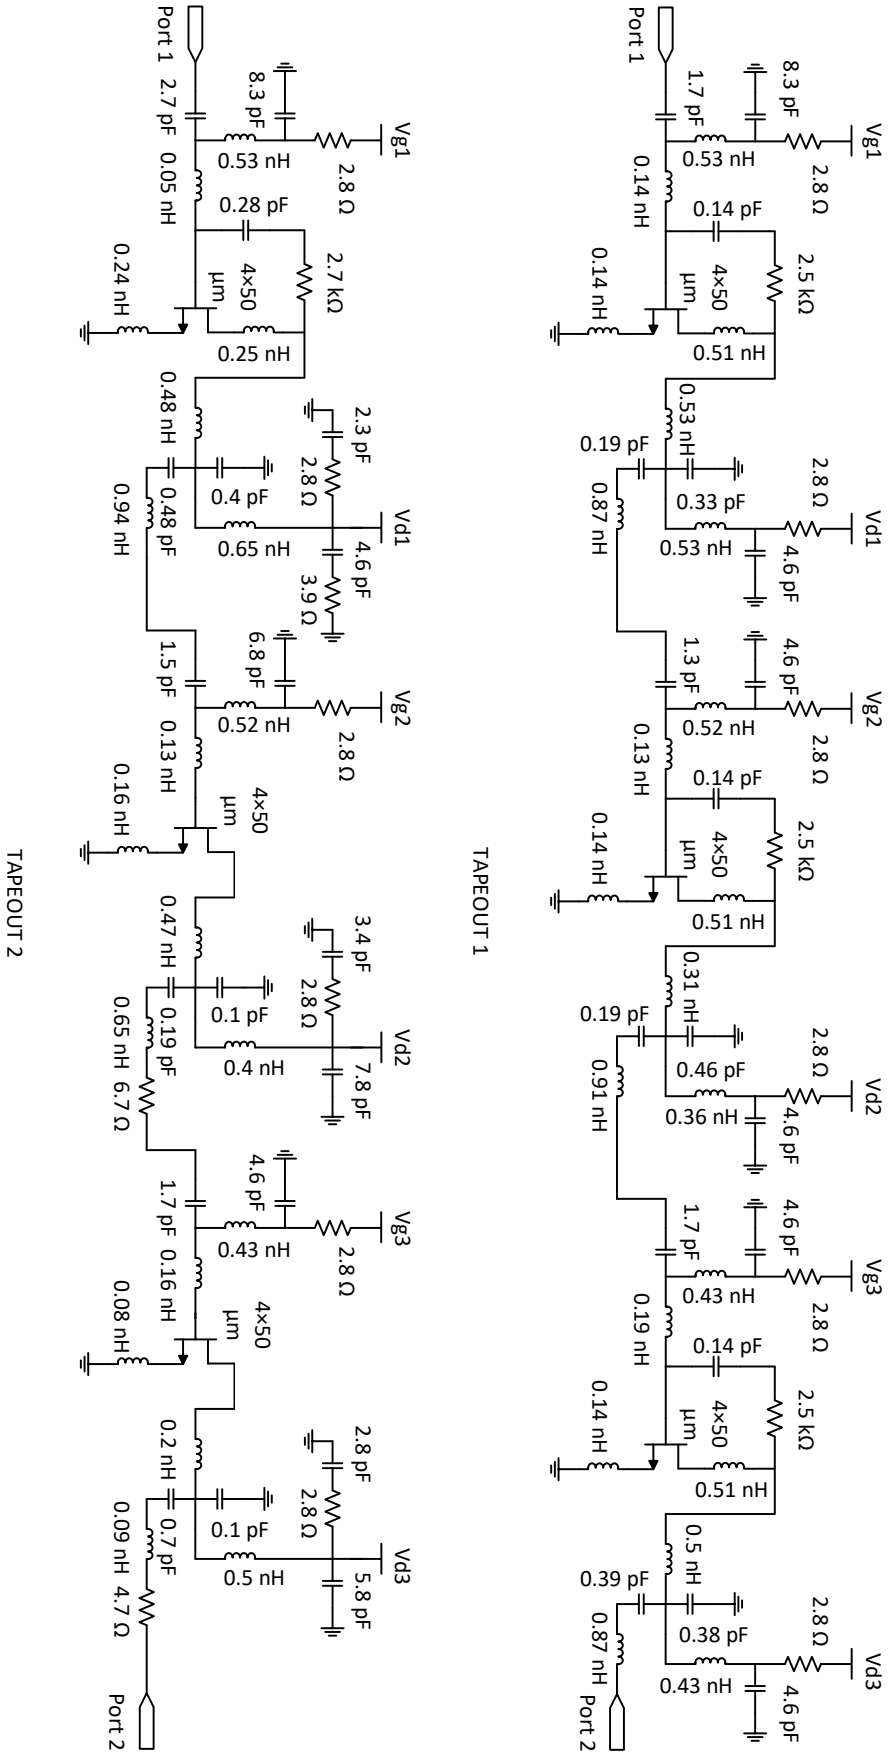 Port 1
1.7 pF
8.3 pF
Vg1
2.8 Ω
0.53 nH
0.14 nH
0.14 pF
2.5 kΩ
4×50
μm
0.14 nH
0.51 nH
0.53 nH
0.19 pF
0.33 pF
0.87 nH
Vd1
2.8 Ω
0.53 nH
4.6 pF
1.3 pF
4.6 pF
Vg2
2.8 Ω
0.52 nH
0.13 nH
0.14 pF
2.5 kΩ
4×50
μm
0.14 nH
0.51 nH
0.31 nH
0.19 pF
0.46 pF
0.91 nH
Vd2
2.8 Ω
0.36 nH
4.6 pF
1.7 pF
4.6 pF
Vg3
2.8 Ω
0.43 nH
0.19 nH
0.14 pF
2.5 kΩ
4×50
μm
0.14 nH
0.51 nH
0.5 nH
0.39 pF
0.38 pF
0.87 nH
Vd3
2.8 Ω
0.43 nH
4.6 pF
Port 2
TAPEOUT 1
Port 1
2.7 pF
8.3 pF
Vg1
2.8 Ω
0.53 nH
0.05 nH
0.28 pF
2.7 kΩ
4×50
μm
0.24 nH
0.25 nH
0.48 nH
0.48 pF
0.4 pF
0.94 nH
2.3 pF
2.8 Ω
Vd1
0.65 nH
4.6 pF
3.9 Ω
1.5 pF
6.8 pF
Vg2
2.8 Ω
0.52 nH
0.13 nH
4×50
μm
0.16 nH
0.47 nH
0.19 pF
0.1 pF
0.65 nH
6.7 Ω
3.4 pF
2.8 Ω
Vd2
0.4 nH
7.8 pF
1.7 pF
4.6 pF
Vg3
2.8 Ω
0.43 nH
0.16 nH
4×50
μm
0.08 nH
0.2 nH
0.7 pF
0.1 pF
0.09 nH
4.7 Ω
2.8 pF
2.8 Ω
Vd3
0.5 nH
5.8 pF
Port 2
TAPEOUT 2